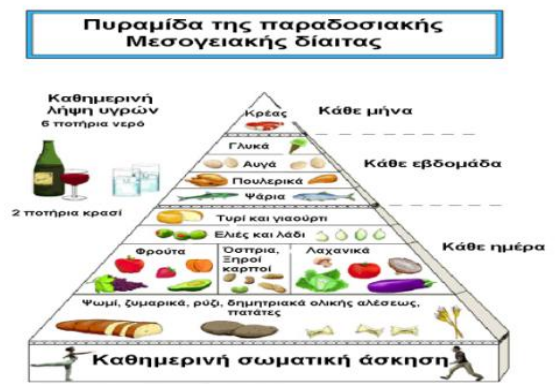 Πυραμίδα της παραδοσιακής
Μεσογειακής δίαιτας
Καθημερινή
λήψη υγρών
6 ποτήρια νερό
2 ποτήρια κρασί
Κρέας
Κάθε μήνα
Γλυκά
Αυγά
Πουλερικά
Ψάρια
Κάθε εβδομάδα
Τυρί και γιαούρτι
Ελιές και λάδι
Φρούτα
Όσπρια,
Ξηροί
καρποί
Λαχανικά
Κάθε ημέρα
Ψωμί, ζυμαρικά, ρύζι, δημητριακά ολικής αλέσεως,
πατάτες
Καθημερινή σωματική άσκηση